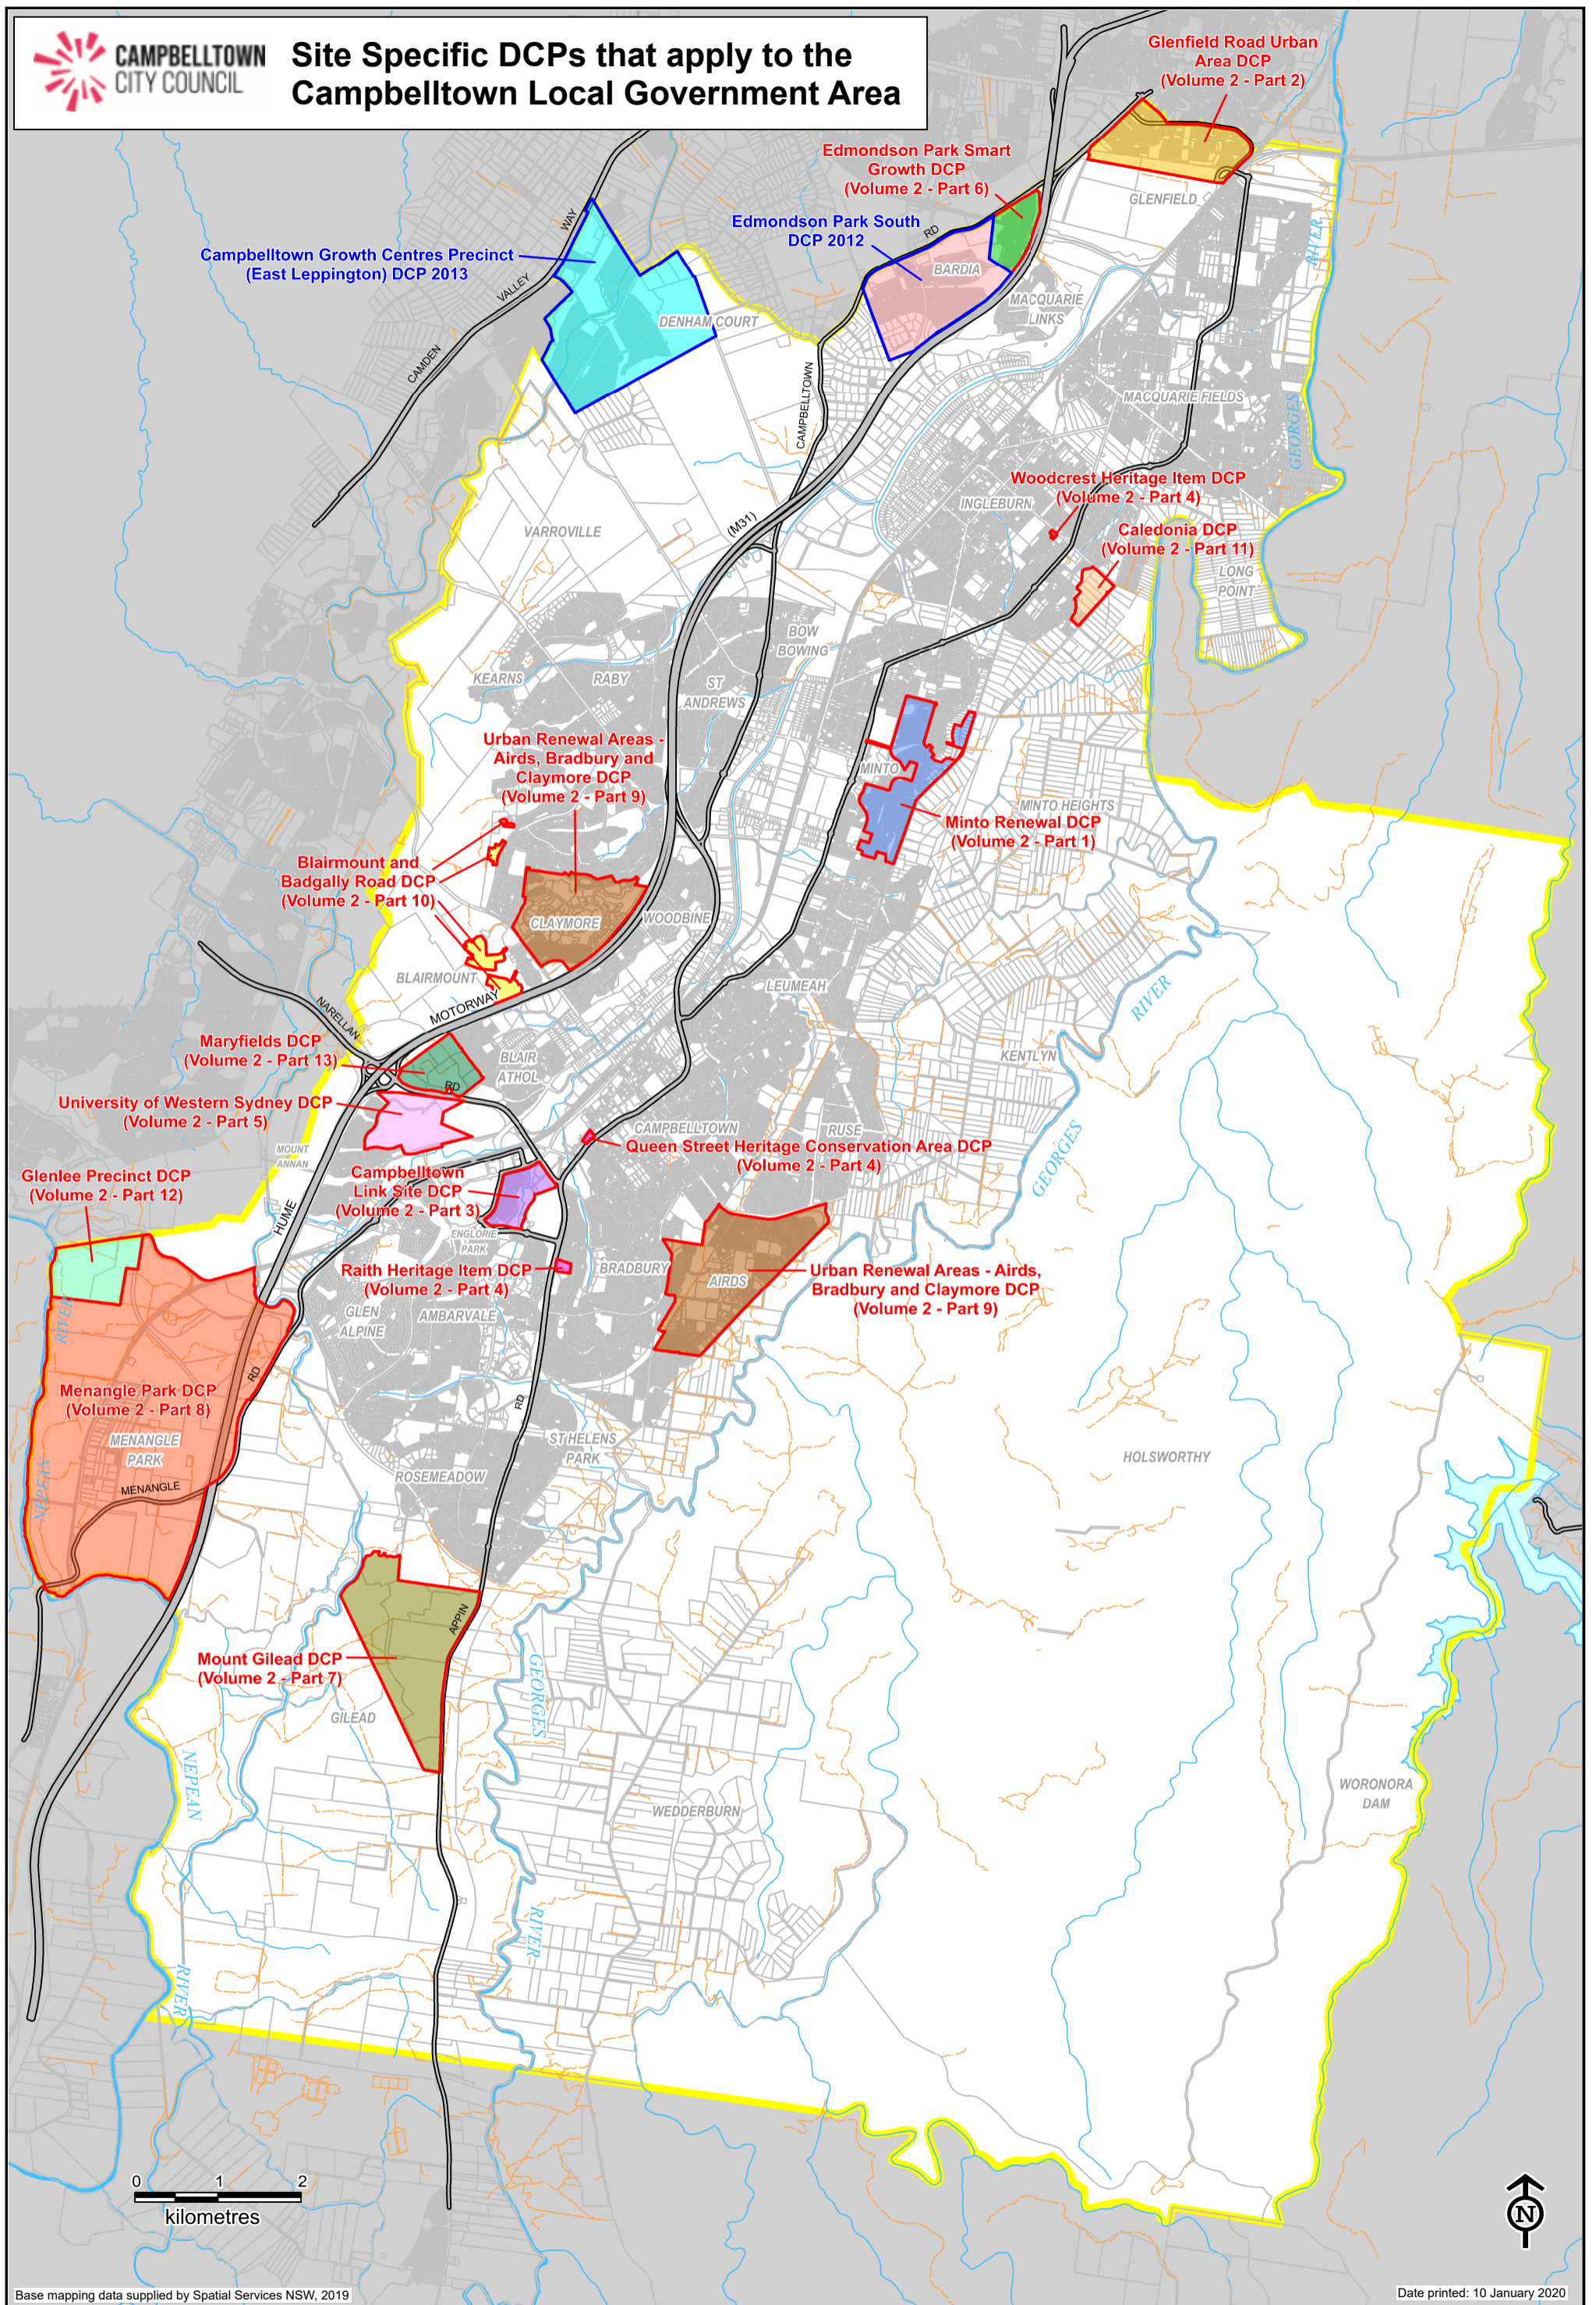 CAMPBELLTOWN
CITY COUNCIL
Site Specific DCPs that apply to the
Campbelltown Local Government Area
Glenfield Road Urban
Area DCP
(Volume 2 - Part 2)
Edmondson Park Smart
Growth DCP
(Volume 2 - Part 6)
Edmondson Park South
DCP 2012
Campbelltown Growth Centres Precinct
(East Leppington) DCP 2013
GLENFIELD
WAY
VALLEY
CAMDEN
RD
BARDIA
MACQUARIE
LINKS
DENHAM COURT
RIVER
CAMPBELLTOWN
MACQUARIE FIELDS
GEORGES
Woodcrest Heritage Item DCP
(Volume 2 - Part 4)
INGLEBURN
Caledonia DCP
(Volume 2 - Part 11)
LONG
POINT
(M31)
VARROVILLE
BOW
BOWING
KEARNS
RABY
ST
ANDREWS
Urban Renewal Areas -
Airds, Bradbury and
Claymore DCP
(Volume 2 - Part 9)
MINTO
MINTO HEIGHTS
Minto Renewal DCP
(Volume 2 - Part 1)
Blairmount and
Badgally Road DCP
(Volume 2 - Part 10)
CLAYMORE
WOODBINE
BLAIRMOUNT
LEUMEAH
RIVER
NARELLAN
MOTORWAY
Maryfields DCP
(Volume 2 - Part 13)
BLAIR
ATHOL
RD
KENTLYN
University of Western Sydney DCP
(Volume 2 - Part 5)
CAMPBELLTOWN
RUSE
MOUNT
ANNAN
Queen Street Heritage Conservation Area DCP
(Volume 2 - Part 4)
GEORGES
Glenlee Precinct DCP
(Volume 2 - Part 12)
Campbelltown
Link Site DCP
(Volume 2 - Part 3)
HUME
ENGLORIE
PARK
Raith Heritage Item DCP
(Volume 2 - Part 4)
BRADBURY
AIRDS
Urban Renewal Areas - Airds,
Bradbury and Claymore DCP
(Volume 2 - Part 9)
GLEN
ALPINE
AMBARVALE
RIVER
RD
Menangle Park DCP
(Volume 2 - Part 8)
MENANGLE
PARK
RD
ST HELENS
PARK
HOLSWORTHY
ROSEMEADOW
NEPEAN
MENANGLE
APPIN
Mount Gilead DCP
(Volume 2 - Part 7)
GILEAD
GEORGES
NEPEAN
WEDDERBURN
WORONORA
DAM
RIVER
RIVER
0 1 2
kilometres
N
Base mapping data supplied by Spatial Services NSW, 2019
Date printed: 10 January 2020